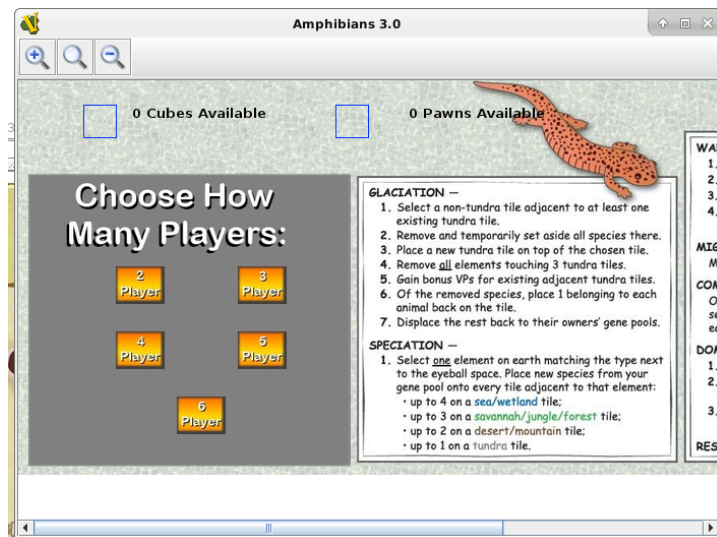 Amphibians 3.0
0 Cubes Available
0 Pawns Available
Choose How
Many Players:
2
Player
3
Player
4
Player
5
Player
6
Player
GLACIATION —
1. Select a non-tundra tile adjacent to at least one
existing tundra tile.
2. Remove and temporarily set aside all species there.
3. Place a new tundra tile on top of the chosen tile.
4. Remove all elements touching 3 tundra tiles.
5. Gain bonus VPs for existing adjacent tundra tiles.
6. Of the removed species, place 1 belonging to each
animal back on the tile.
7. Displace the rest back to their owners' gene pools.
SPECIATION —
1. Select one element on earth matching the type next
to the eyeball space. Place new species from your
gene pool onto every tile adjacent to that element:
· up to 4 on a sea/wetland tile;
· up to 3 on a savannah/jungle/forest tile;
· up to 2 on a desert/mountain tile;
· up to 1 on a tundra tile.
1.
2.
3.
4.
1.
2.
3.